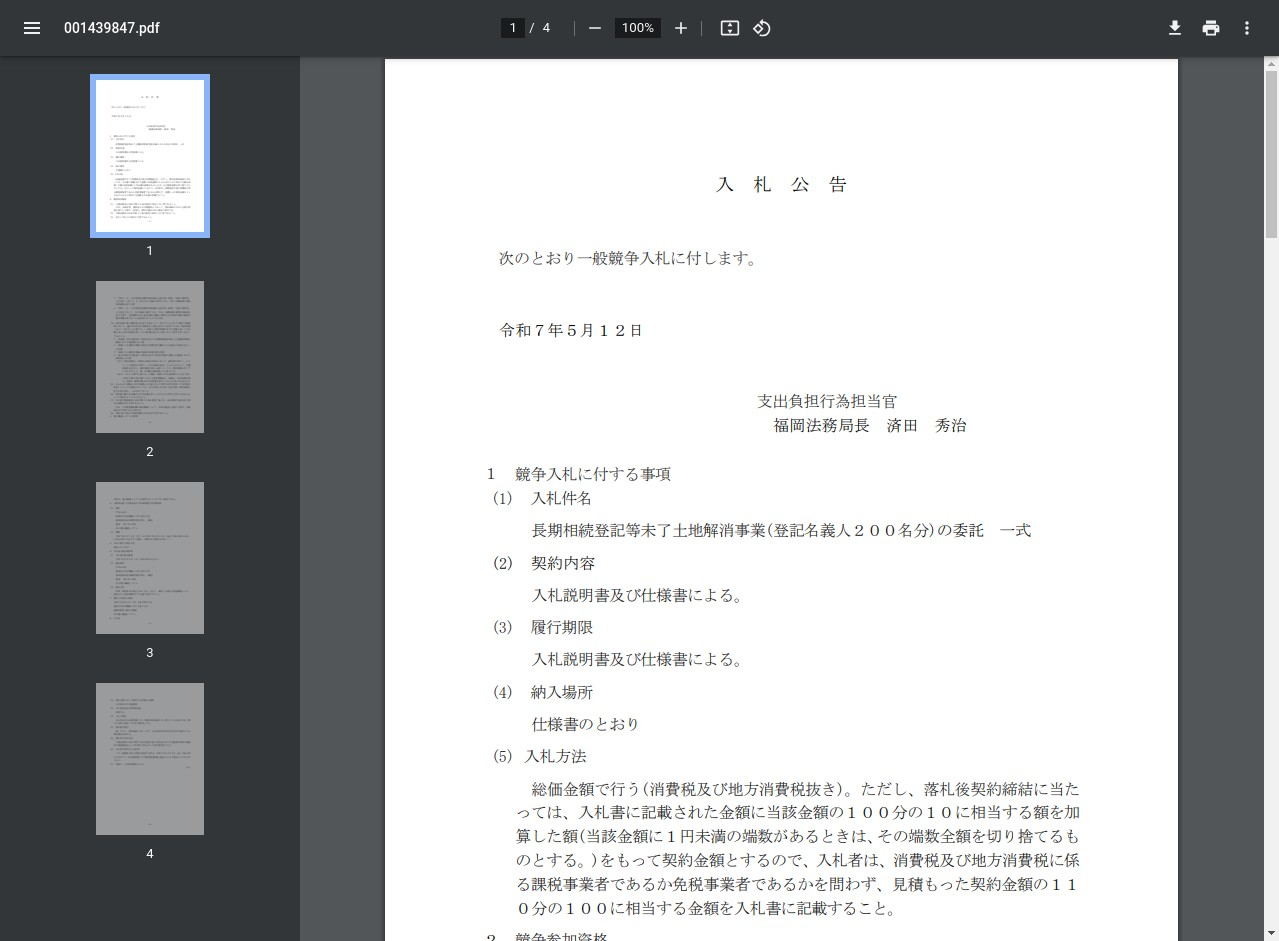 001439847.pdf
1 / 4
100%
入 札 公 告
次のとおり一般競争入札に付します。
令和７年５月１２日
支出負担行為担当官
福岡法務局長　済田　秀治
１　競争入札に付する事項
(1)　入札件名
長期相続登記等未了土地解消事業(登記名義人２００名分)の委託　一式
(2)　契約内容
入札説明書及び仕様書による。
(3)　履行期限
入札説明書及び仕様書による。
(4)　納入場所
仕様書のとおり
(5)　入札方法
総価金額で行う(消費税及び地方消費税抜き)。ただし、落札後契約締結に当た
っては、入札書に記載された金額に当該金額の１００分の１０に相当する額を加
算した額(当該金額に１円未満の端数があるときは、その端数全額を切り捨てるも
のとする。)をもって契約金額とするので、入札者は、消費税及び地方消費税に係
る課税事業者であるか免税事業者であるかを問わず、見積もった契約金額の１１
０分の１００に相当する金額を入札書に記載すること。
２　競争参加資格
1
2
3
4